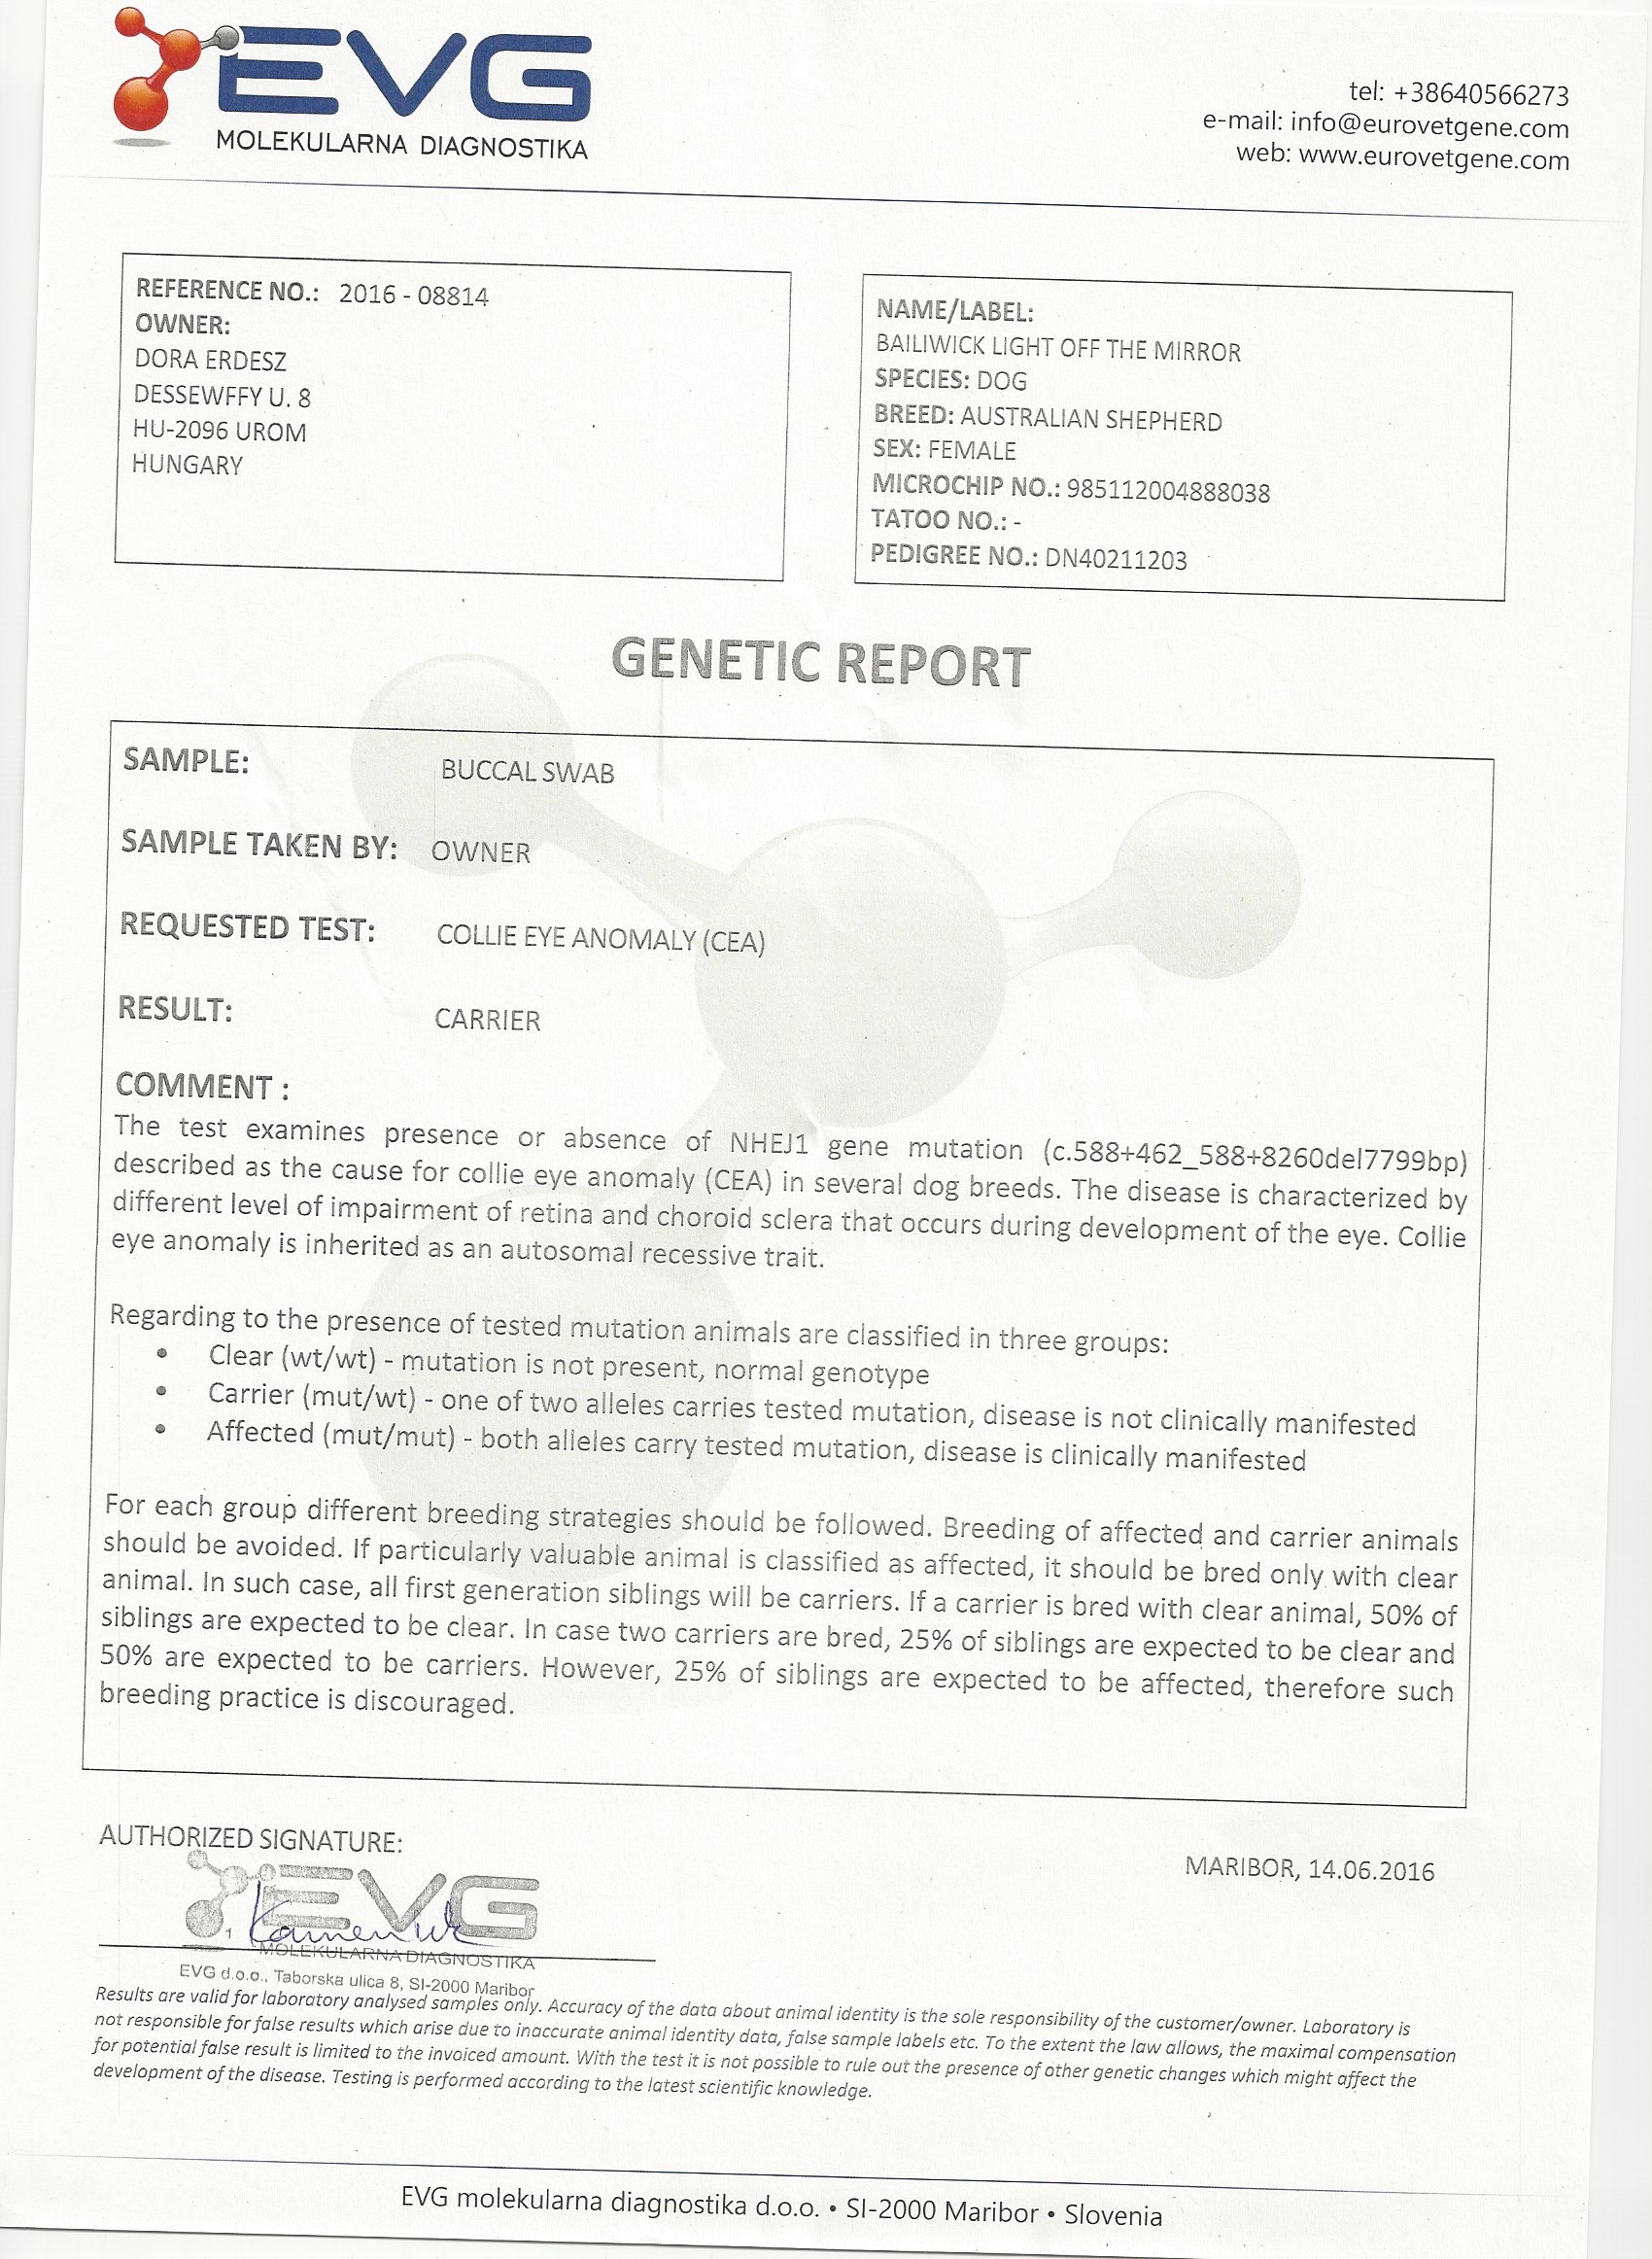 EVG
MOLEKULARNA DIAGNOSTIKA
tel: +38640566273
e-mail: info@eurovetgene.com
web: www.eurovetgene.com
REFERENCE NO.: 2016 - 08814
OWNER:
DORA ERDESZ
DESSEWFFY U. 8
HU-2096 UROM
HUNGARY
NAME/LABEL:
BAILIWICK LIGHT OFF THE MIRROR
SPECIES: DOG
BREED: AUSTRALIAN SHEPHERD
SEX: FEMALE
MICROCHIP NO.: 985112004888038
TATOO NO.: -
PEDIGREE NO.: DN40211203
GENETIC REPORT
SAMPLE: BUCCAL SWAB
SAMPLE TAKEN BY: OWNER
REQUESTED TEST: COLLIE EYE ANOMALY (CEA)
RESULT: CARRIER
COMMENT :
The test examines presence or absence of NHEJ1 gene mutation (c.588+462_588+8260del7799bp)
described as the cause for collie eye anomaly (CEA) in several dog breeds. The disease is characterized by
different level of impairment of retina and choroid sclera that occurs during development of the eye. Collie
eye anomaly is inherited as an autosomal recessive trait.
Regarding to the presence of tested mutation animals are classified in three groups:
• Clear (wt/wt) - mutation is not present, normal genotype
• Carrier (mut/wt) - one of two alleles carries tested mutation, disease is not clinically manifested
• Affected (mut/mut) - both alleles carry tested mutation, disease is clinically manifested
For each group different breeding strategies should be followed. Breeding of affected and carrier animals
should be avoided. If particularly valuable animal is classified as affected, it should be bred only with clear
animal. In such case, all first generation siblings will be carriers. If a carrier is bred with clear animal, 50% of
siblings are expected to be clear. In case two carriers are bred, 25% of siblings are expected to be clear and
50% are expected to be carriers. However, 25% of siblings are expected to be affected, therefore such
breeding practice is discouraged.
AUTHORIZED SIGNATURE:
MARIBOR, 14.06.2016
EVG
1
MOLEKULARNA DIAGNOSTIKA
EVG d.o.o., Taborska ulica 8, SI-2000 Maribor
Results are valid for laboratory analysed samples only. Accuracy of the data about animal identity is the sole responsibility of the customer/owner. Laboratory is
not responsible for false results which arise due to inaccurate animal identity data, false sample labels etc. To the extent the law allows, the maximal compensation
for potential false result is limited to the invoiced amount. With the test it is not possible to rule out the presence of other genetic changes which might affect the
development of the disease. Testing is performed according to the latest scientific knowledge.
EVG molekularna diagnostika d.o.o. • SI-2000 Maribor • Slovenia